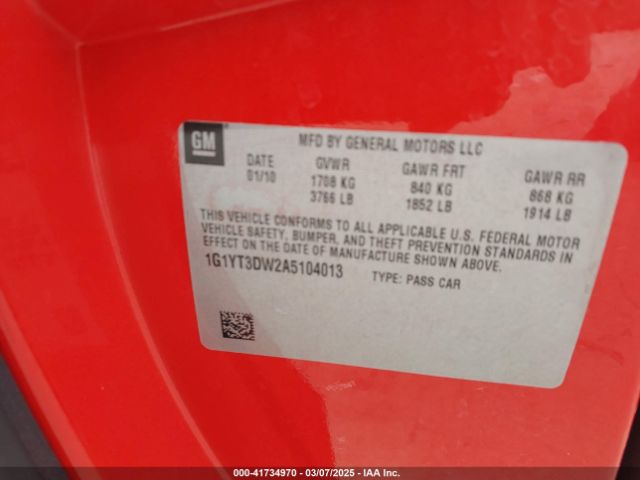 GM
MFD BY GENERAL MOTORS LLC
DATE GVWR GAWR FRT GAWR RR
01/10 1708 KG 840 KG 868 KG
3766 LB 1852 LB 1914 LB
THIS VEHICLE CONFORMS TO ALL APPLICABLE U.S. FEDERAL MOTOR
VEHICLE SAFETY, BUMPER, AND THEFT PREVENTION STANDARDS IN
EFFECT ON THE DATE OF MANUFACTURE SHOWN ABOVE.
1G1YT3DW2A5104013 TYPE: PASS CAR
000-41734970 — 03/07/2025 — IAA Inc.